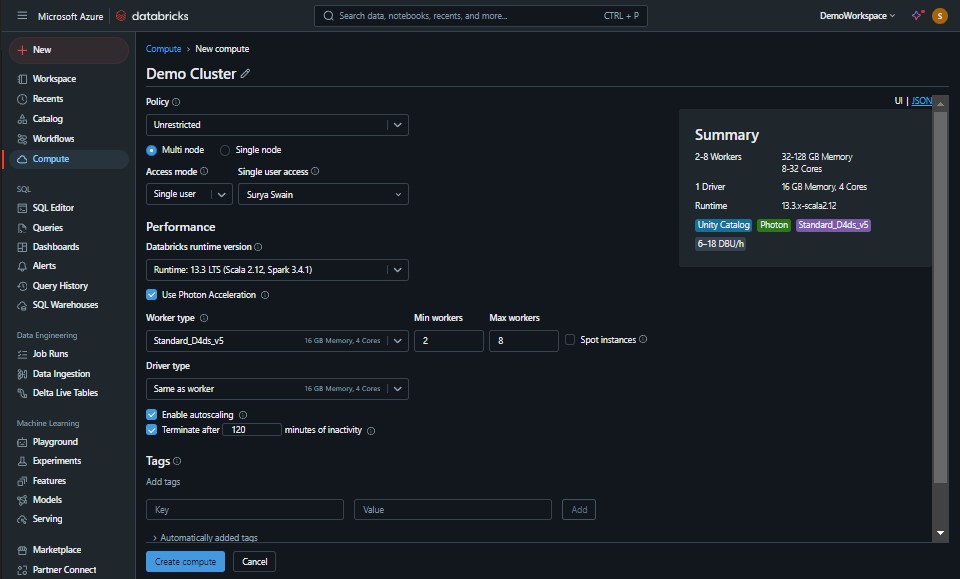 Microsoft Azure databricks Search data, notebooks, recents, and more... CTRL + P DemoWorkspace S
New
Workspace
Recents
Catalog
Workflows
Compute
SQL
SQL Editor
Queries
Dashboards
Alerts
Query History
SQL Warehouses
Data Engineering
Job Runs
Data Ingestion
Delta Live Tables
Machine Learning
Playground
Experiments
Features
Models
Serving
Marketplace
Partner Connect
Compute › New compute
Demo Cluster
UI | JSON
Policy
Unrestricted
Multi node Single node
Access mode Single user access
Single user Surya Swain
Performance
Databricks runtime version
Runtime: 13.3 LTS (Scala 2.12, Spark 3.4.1)
Use Photon Acceleration
Worker type Min workers Max workers
Standard_D4ds_v5 16 GB Memory, 4 Cores 2 8 Spot instances
Driver type
Same as worker 16 GB Memory, 4 Cores
Enable autoscaling
Terminate after 120 minutes of inactivity
Tags
Add tags
Key Value Add
Automatically added tags
Create compute Cancel
Summary
2-8 Workers 32-128 GB Memory
8-32 Cores
1 Driver 16 GB Memory, 4 Cores
Runtime 13.3.x-scala2.12
Unity Catalog Photon Standard_D4ds_v5
6–18 DBU/h